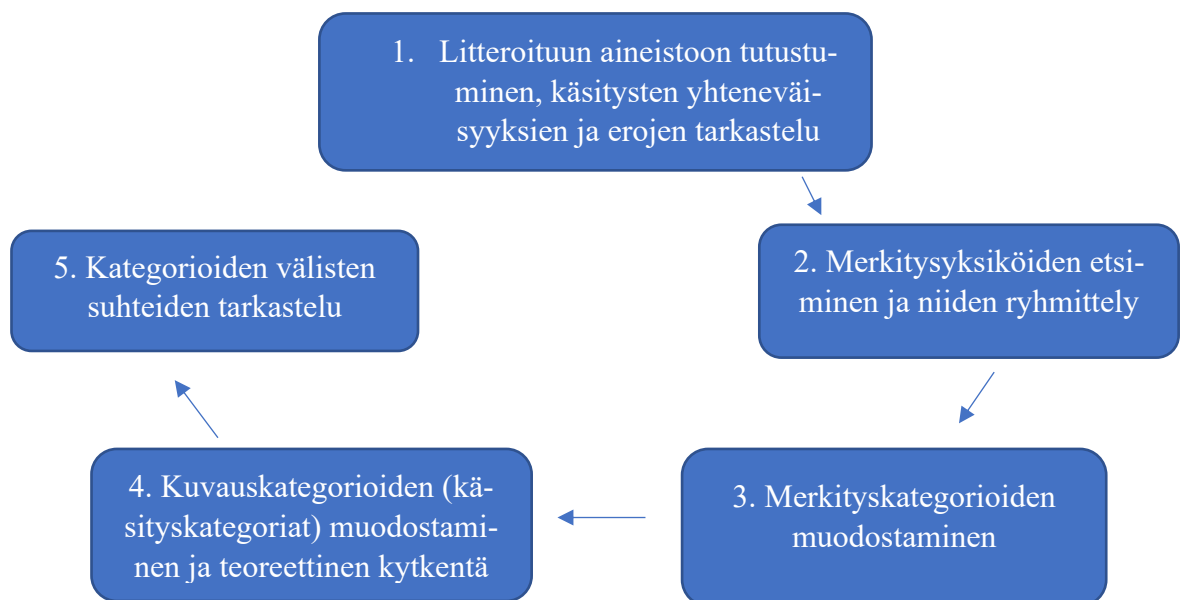 1. Litteroituun aineistoon tutustu-
minen, käsitysten yhteneväi-
syyksien ja erojen tarkastelu
2. Merkitysyksiköiden etsi-
minen ja niiden ryhmittely
3. Merkityskategorioiden
muodostaminen
4. Kuvauskategorioiden (kä-
sityskategoriat) muodostami-
nen ja teoreettinen kytkentä
5. Kategorioiden välisten
suhteiden tarkastelu